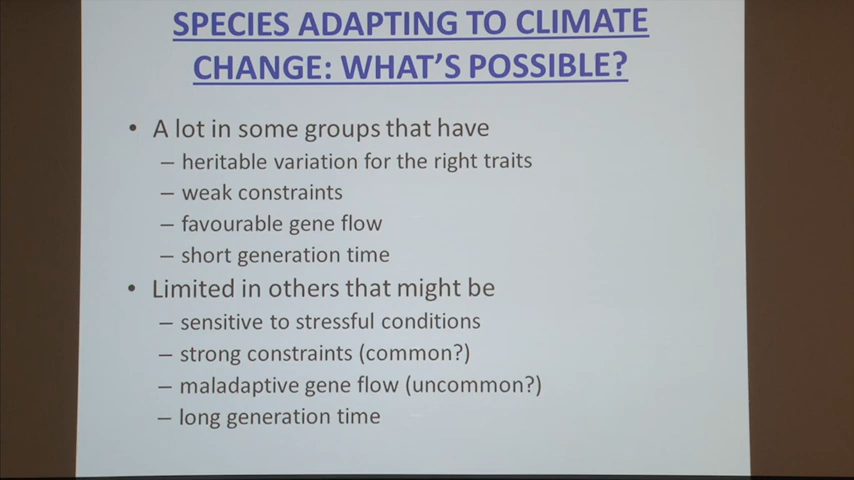 SPECIES ADAPTING TO CLIMATE
CHANGE: WHAT'S POSSIBLE?
• A lot in some groups that have
– heritable variation for the right traits
– weak constraints
– favourable gene flow
– short generation time
• Limited in others that might be
– sensitive to stressful conditions
– strong constraints (common?)
– maladaptive gene flow (uncommon?)
– long generation time